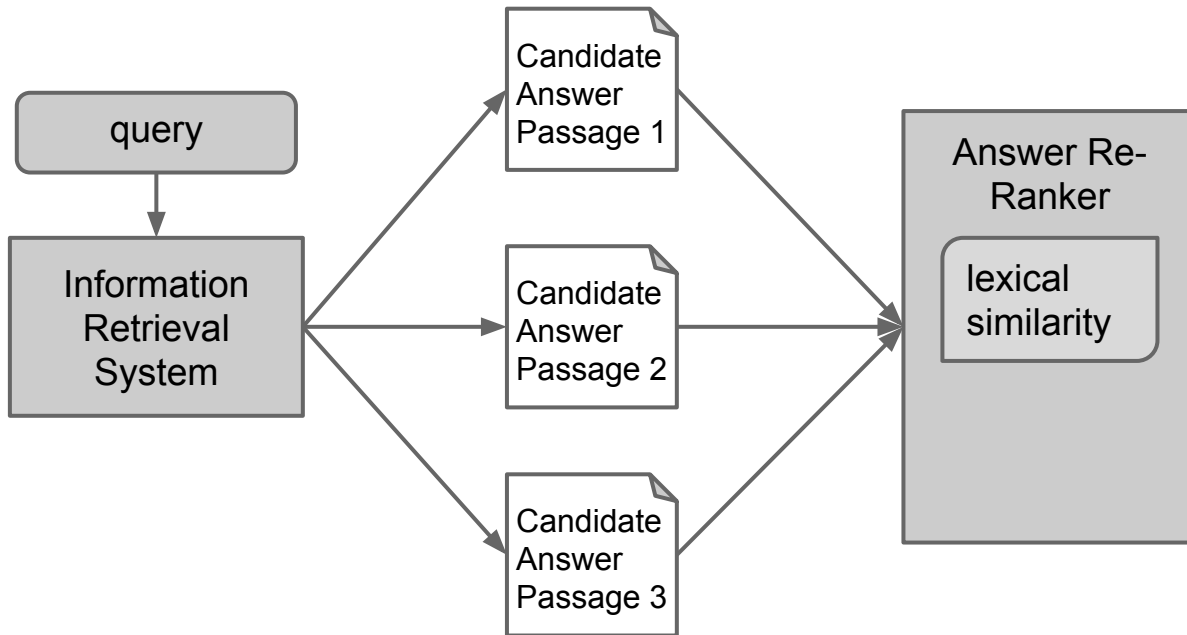 query
Information
Retrieval
System
Candidate
Answer
Passage 1
Candidate
Answer
Passage 2
Candidate
Answer
Passage 3
Answer Re-
Ranker
lexical
similarity